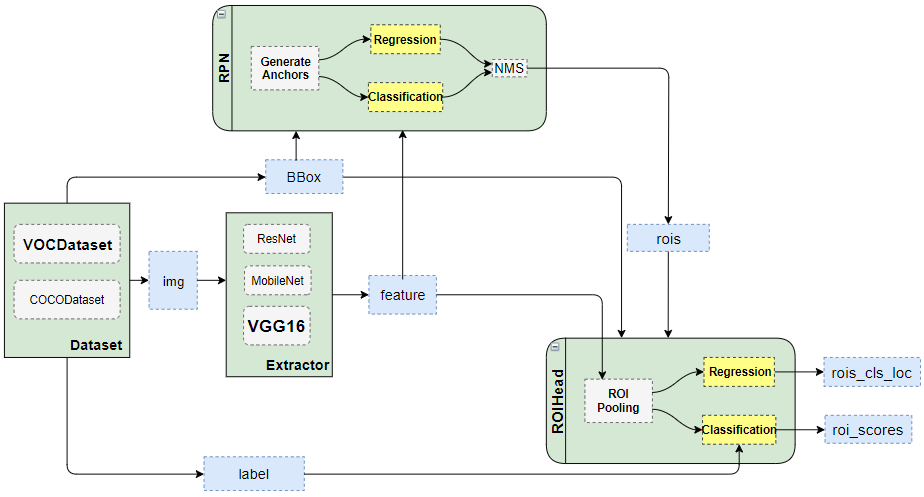 RPN
Generate
Anchors
Regression
Classification
NMS
BBox
VOCDataset
COCODataset
Dataset
img
ResNet
MobileNet
VGG16
Extractor
feature
rois
ROIHead
ROI
Pooling
Regression
Classification
rois_cls_loc
roi_scores
label